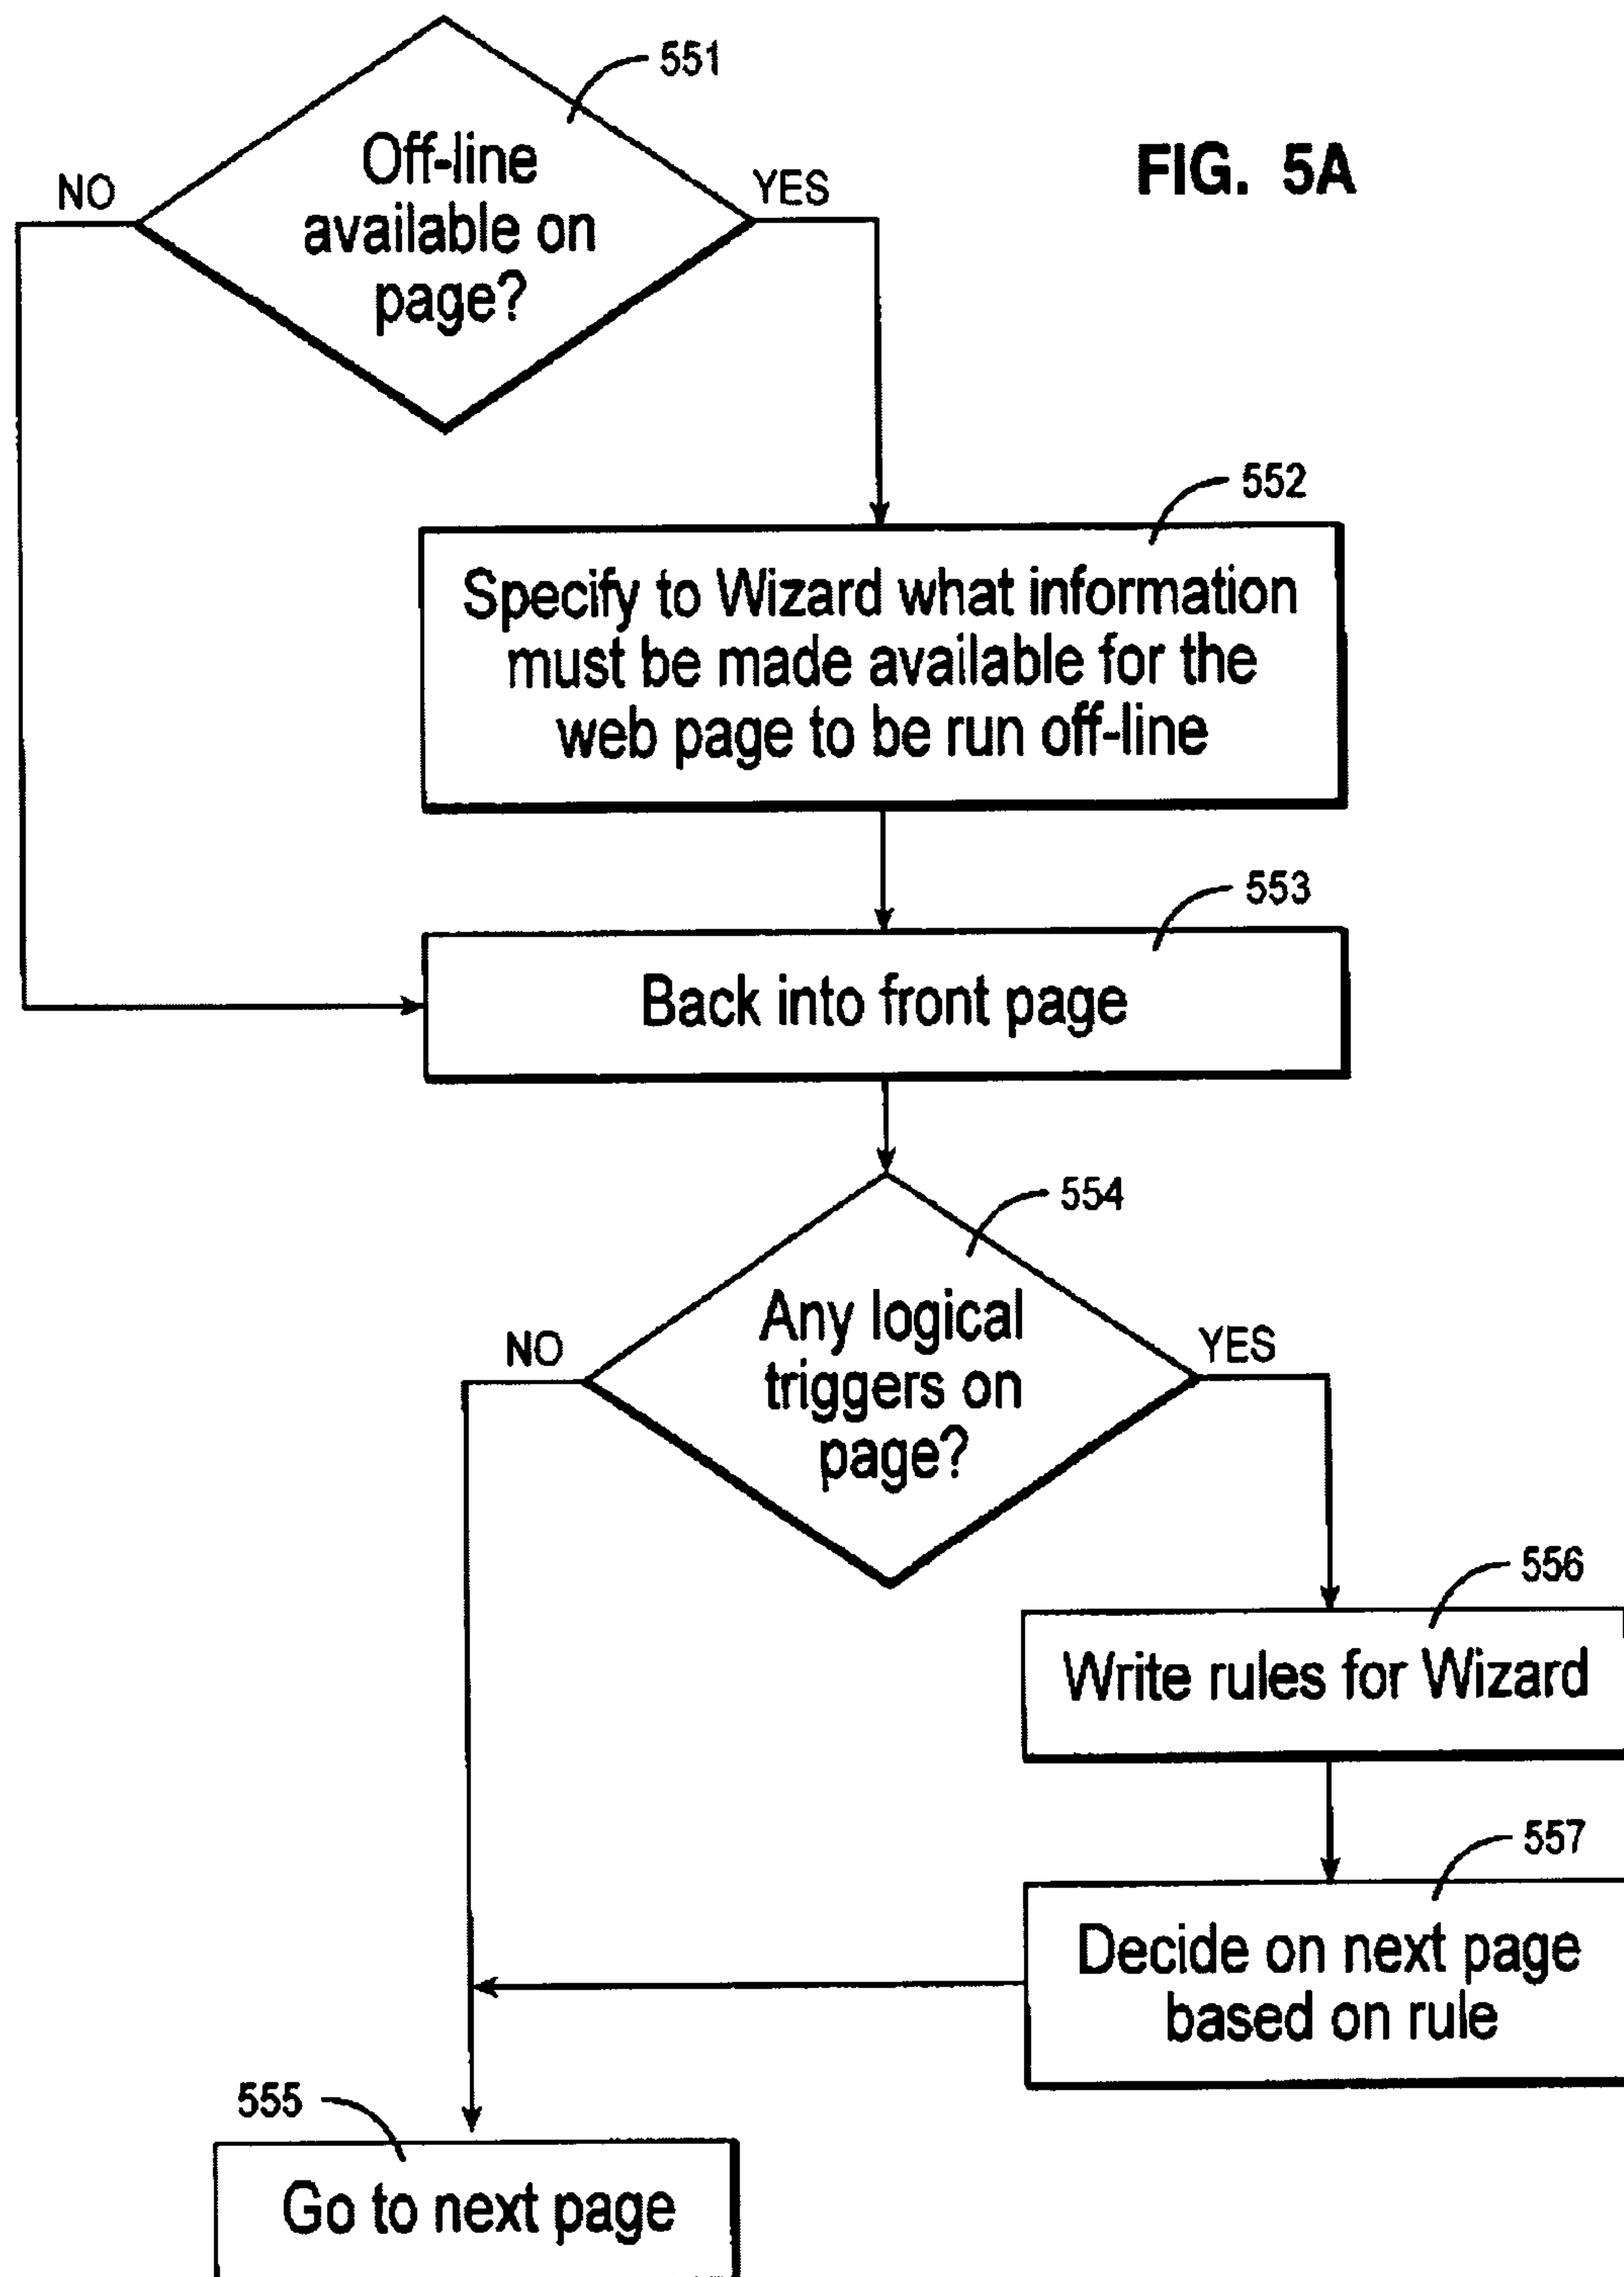 551
FIG. 5A
Off-line
available on
page?
NO
YES
552
Specify to Wizard what information
must be made available for the
web page to be run off-line
553
Back into front page
554
Any logical
triggers on
page?
NO
YES
556
Write rules for Wizard
557
Decide on next page
based on rule
555
Go to next page